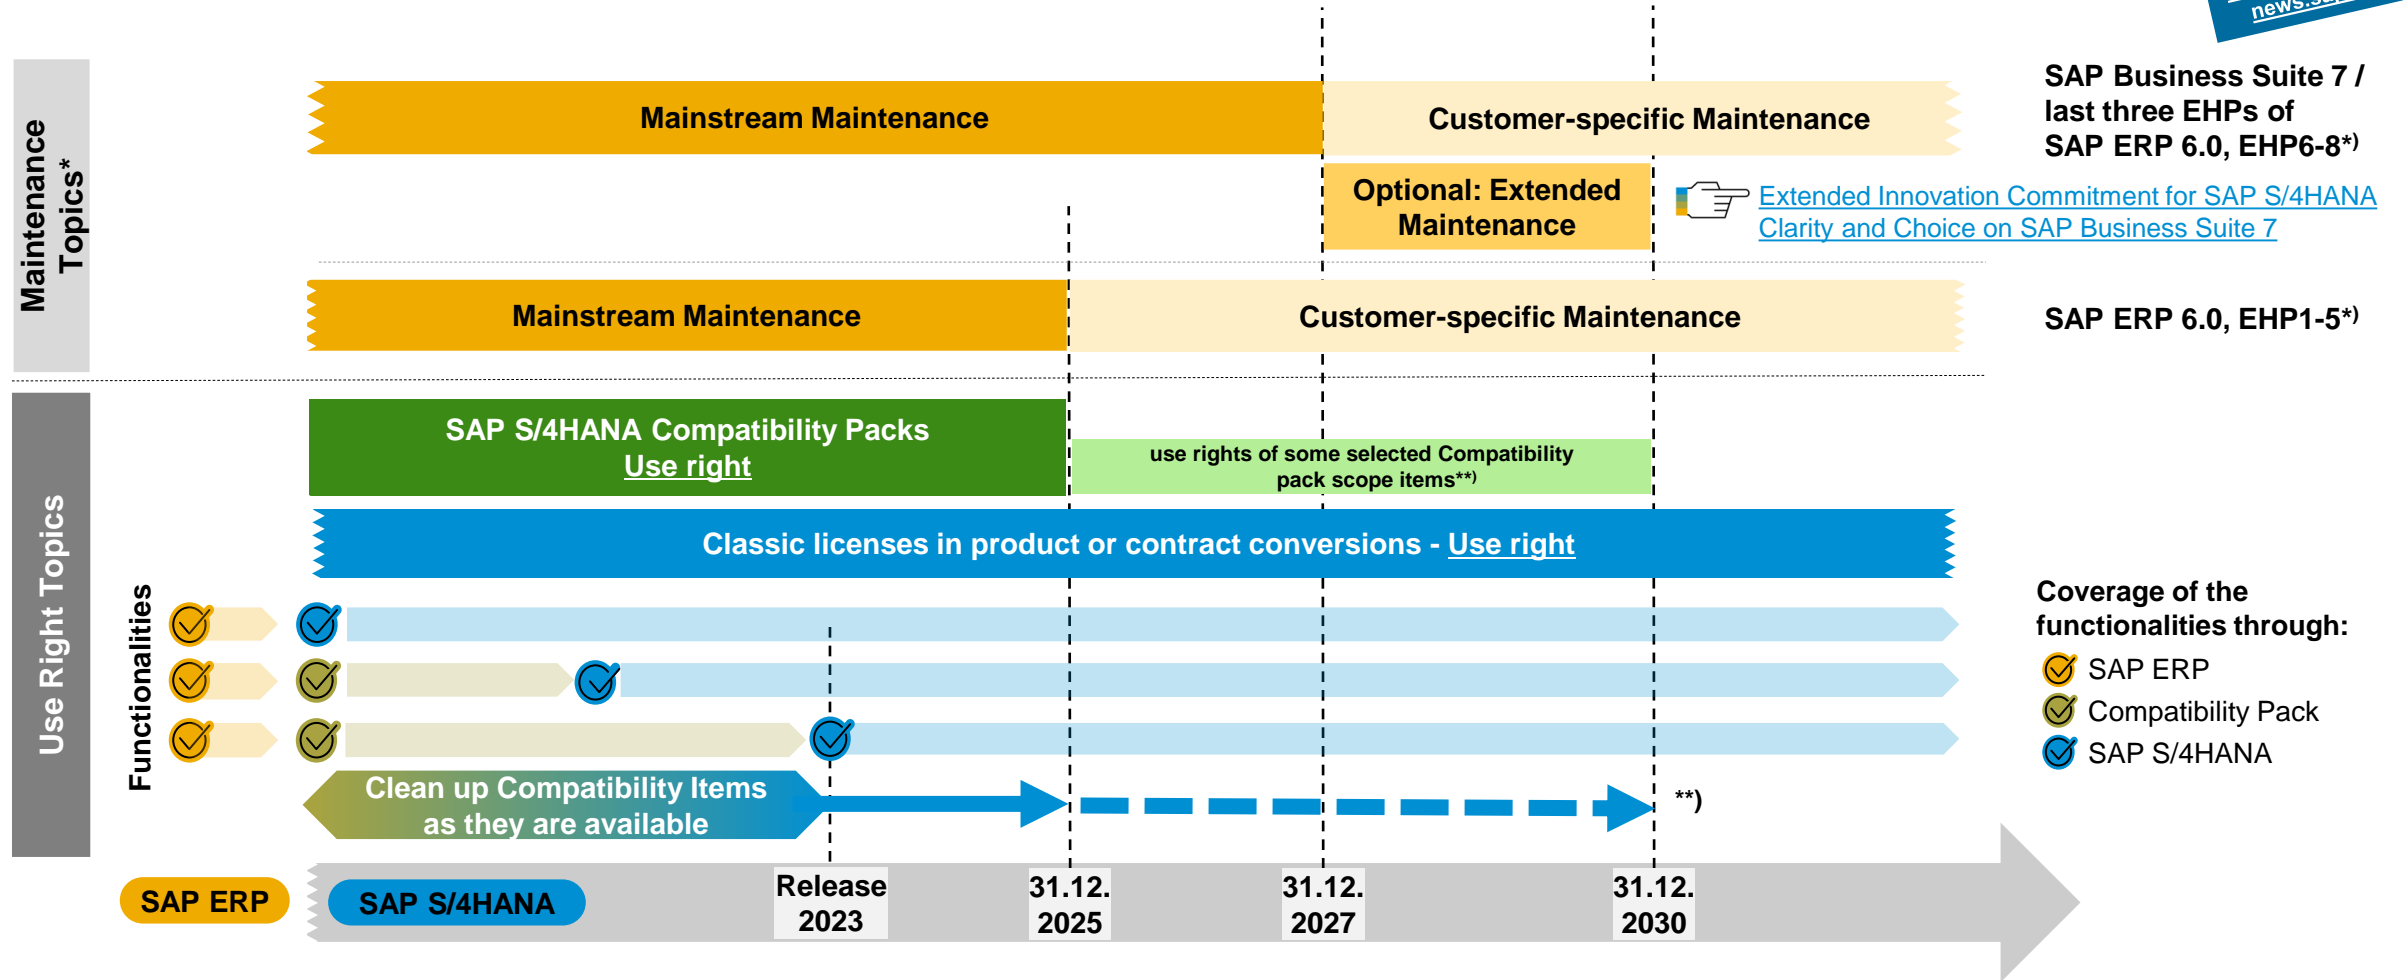 Maintenance
Topics*
Mainstream Maintenance
Customer-specific Maintenance
SAP Business Suite 7 /
last three EHPs of
SAP ERP 6.0, EHP6-8*)
Optional: Extended
Maintenance
Extended Innovation Commitment for SAP S/4HANA
Clarity and Choice on SAP Business Suite 7
Mainstream Maintenance
Customer-specific Maintenance
SAP ERP 6.0, EHP1-5*)
Use Right Topics
SAP S/4HANA Compatibility Packs
Use right
use rights of some selected Compatibility
pack scope items**)
Classic licenses in product or contract conversions - Use right
Functionalities
Coverage of the
functionalities through:
SAP ERP
Compatibility Pack
SAP S/4HANA
Clean up Compatibility Items
as they are available
**)
SAP ERP
SAP S/4HANA
Release
2023
31.12.
2025
31.12.
2027
31.12.
2030